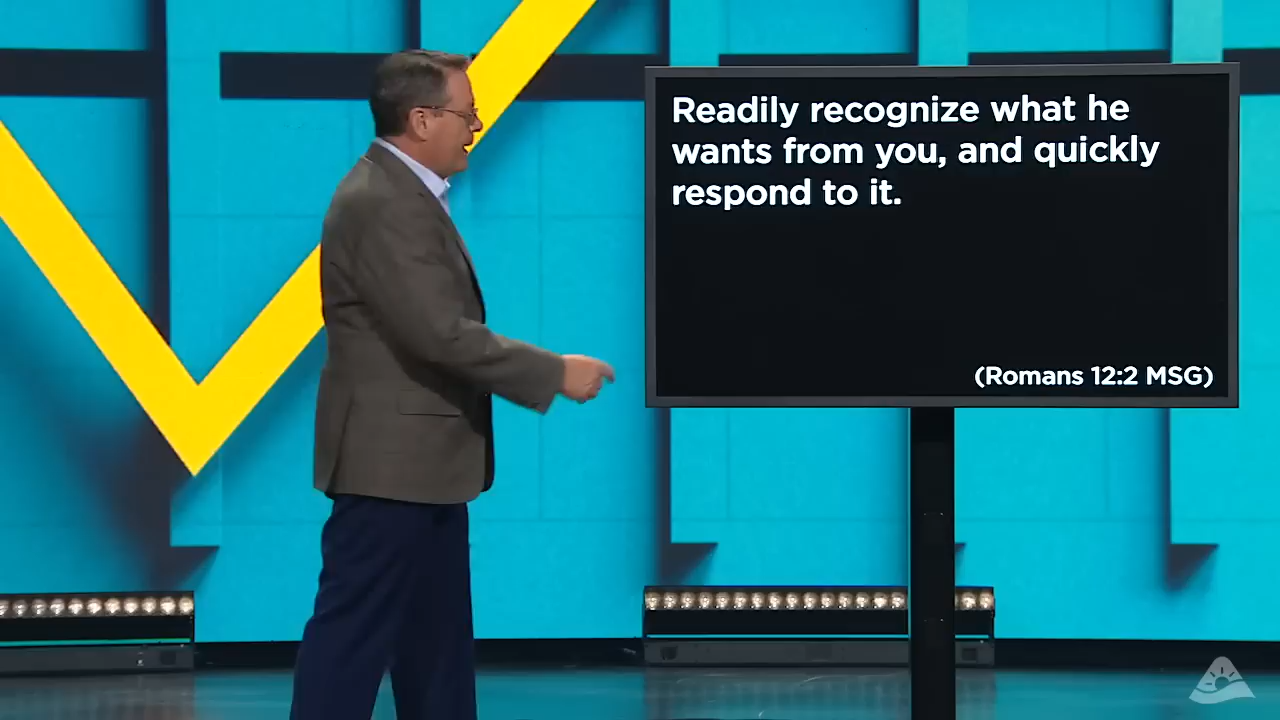 Readily recognize what he
wants from you, and quickly
respond to it.
(Romans 12:2 MSG)